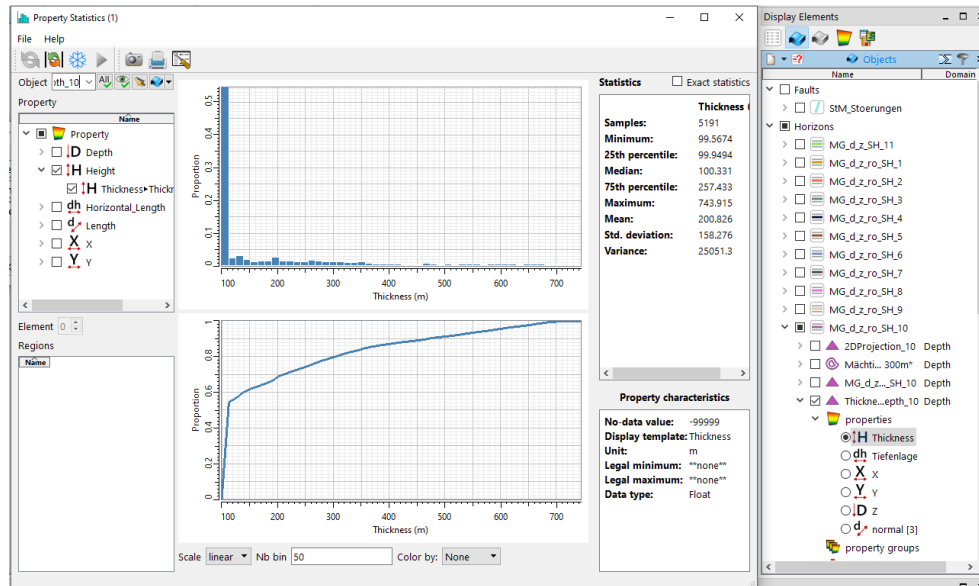 Property Statistics (1)
File Help
Object pth_10 All
Property
Name
Property
D Depth
H Height
H Thickness▸Thickr
dh Horizontal_Length
d Length
X X
Y Y
Element 0
Regions
Name
Proportion
0 0.1 0.2 0.3 0.4 0.5
100 200 300 400 500 600 700
Thickness (m)
Proportion
0 0.2 0.4 0.6 0.8 1
100 200 300 400 500 600 700
Thickness (m)
Scale linear Nb bin 50 Color by: None
Statistics Exact statistics
Thickness (
Samples: 5191
Minimum: 99.5674
25th percentile: 99.9494
Median: 100.331
75th percentile: 257.433
Maximum: 743.915
Mean: 200.826
Std. deviation: 158.276
Variance: 25051.3
Property characteristics
No-data value: -99999
Display template: Thickness
Unit: m
Legal minimum: **none**
Legal maximum: **none**
Data type: Float
Display Elements
Objects
Name Domain
Faults
StM_Stoerungen
Horizons
MG_d_z_SH_11
MG_d_z_ro_SH_1
MG_d_z_ro_SH_2
MG_d_z_ro_SH_3
MG_d_z_ro_SH_4
MG_d_z_ro_SH_5
MG_d_z_ro_SH_6
MG_d_z_ro_SH_7
MG_d_z_ro_SH_8
MG_d_z_ro_SH_9
MG_d_z_ro_SH_10
2DProjection_10 Depth
Mächti... 300m* Depth
MG_d_z..._SH_10 Depth
Thickne...epth_10 Depth
properties
H Thickness
dh Tiefenlage
X X
Y Y
D Z
d normal [3]
property groups